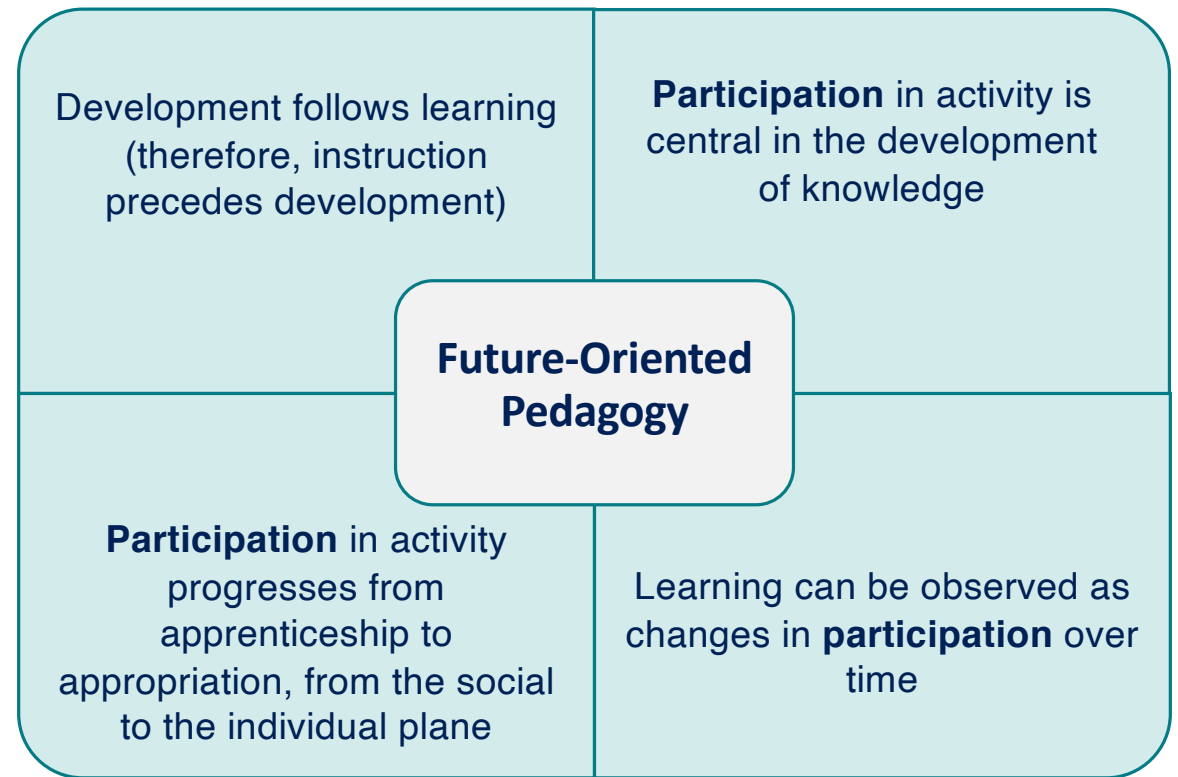 Development follows learning
(therefore, instruction
precedes development)
Participation in activity is
central in the development
of knowledge
Future-Oriented
Pedagogy
Participation in activity
progresses from
apprenticeship to
appropriation, from the social
to the individual plane
Learning can be observed as
changes in participation over
time